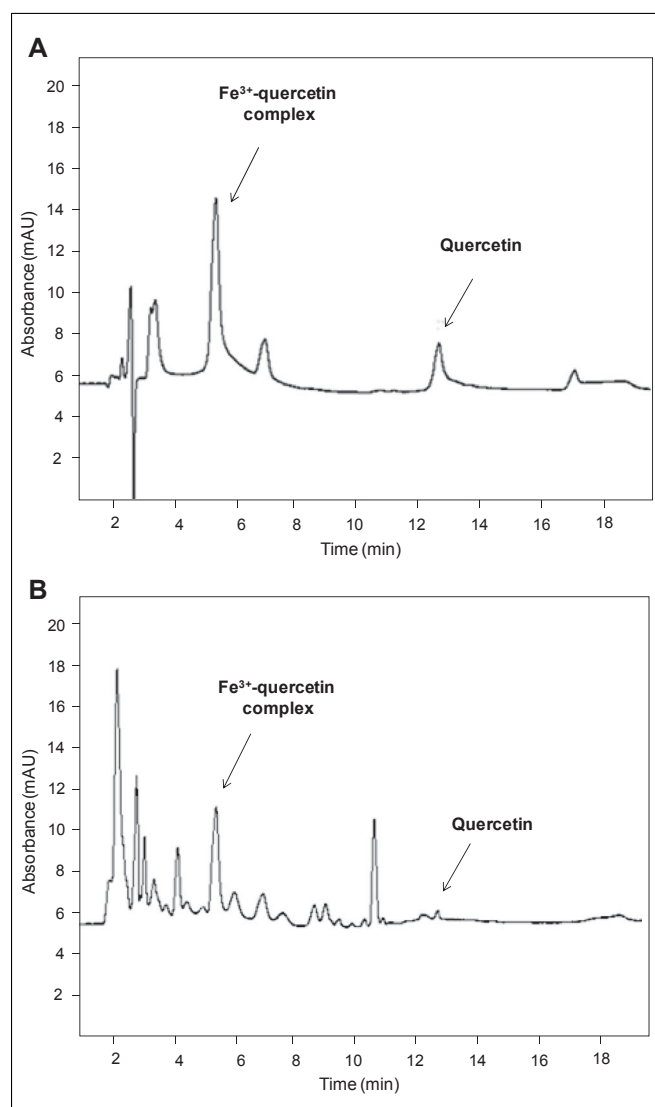 A
20
18
16
14
12
10
8
6
4
2
Absorbance (mAU)
Fe³⁺-quercetin
complex
Quercetin
2 4 6 8 10 12 14 16 18
Time (min)
B
20
18
16
14
12
10
8
6
4
2
Absorbance (mAU)
Fe³⁺-quercetin
complex
Quercetin
2 4 6 8 10 12 14 16 18
Time (min)